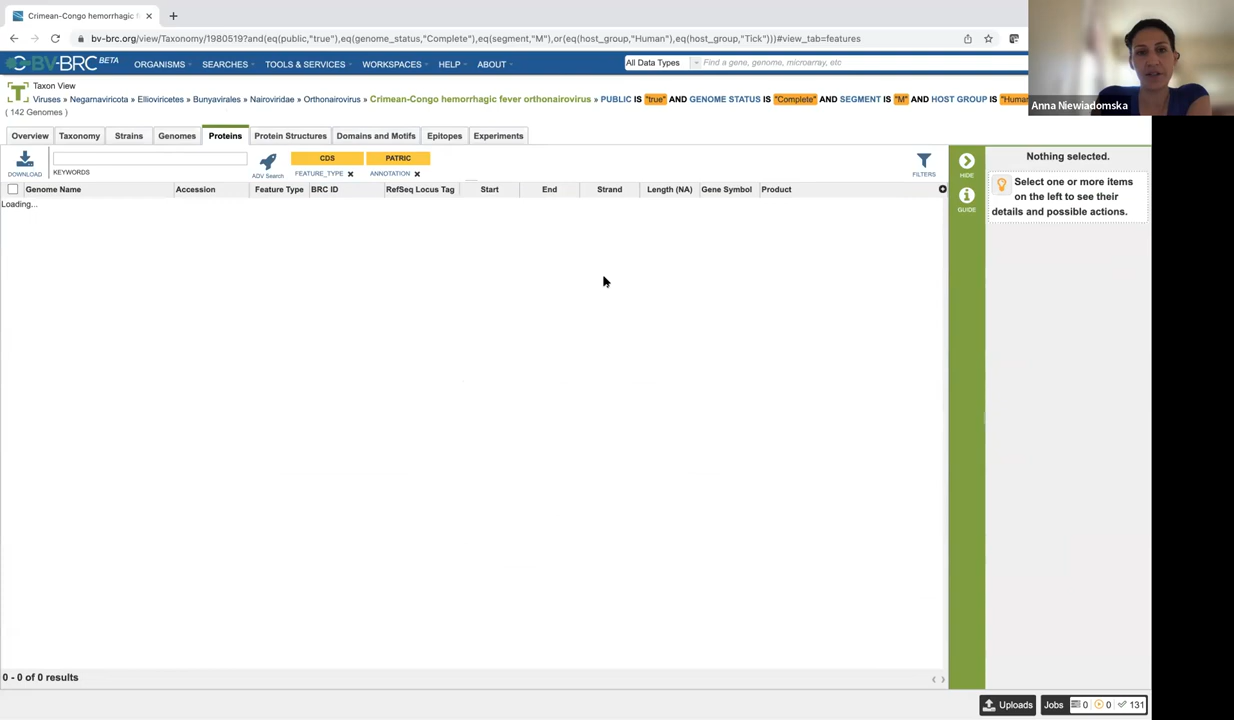 Crimean-Congo hemorrhagic f
bv-brc.org/view/Taxonomy/1980519?and(eq(public,"true"),eq(genome_status,"Complete"),eq(segment,"M"),or(eq(host_group,"Human"),eq(host_group,"Tick")))#view_tab=features
BV-BRC BETA
ORGANISMS
SEARCHES
TOOLS & SERVICES
WORKSPACES
HELP
ABOUT
All Data Types
Find a gene, genome, microarray, etc
Anna Niewiadomska
Taxon View
Viruses » Negarnaviricota » Ellioviricetes » Bunyavirales » Nairoviridae » Orthonairovirus » Crimean-Congo hemorrhagic fever orthonairovirus » PUBLIC IS "true" AND GENOME STATUS IS "Complete" AND SEGMENT IS "M" AND HOST GROUP IS "Human
( 142 Genomes )
Overview
Taxonomy
Strains
Genomes
Proteins
Protein Structures
Domains and Motifs
Epitopes
Experiments
DOWNLOAD
KEYWORDS
ADV Search
CDS
FEATURE_TYPE
PATRIC
ANNOTATION
FILTERS
HIDE
GUIDE
Nothing selected.
Select one or more items
on the left to see their
details and possible actions.
Genome Name
Accession
Feature Type
BRC ID
RefSeq Locus Tag
Start
End
Strand
Length (NA)
Gene Symbol
Product
Loading...
0 - 0 of 0 results
Uploads
Jobs
0
0
131